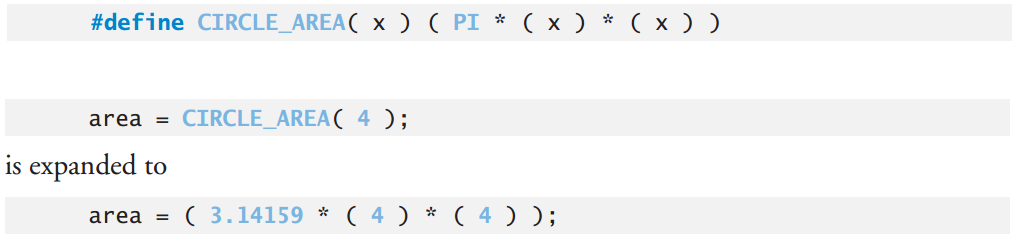 #define CIRCLE_AREA( x ) ( PI * ( x ) * ( x ) )
area = CIRCLE_AREA( 4 );
is expanded to
area = ( 3.14159 * ( 4 ) * ( 4 ) );